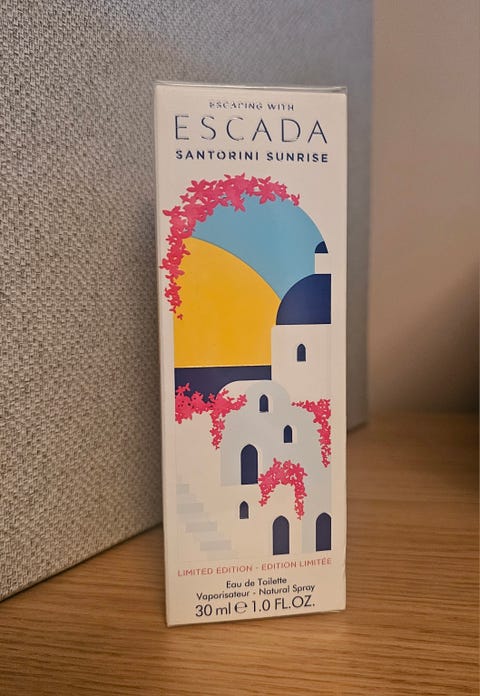 ESCAPING WITH
ESCADA
SANTORINI SUNRISE
LIMITED EDITION - EDITION LIMITÉE
Eau de Toilette
Vaporisateur - Natural Spray
30 ml ℮ 1.0 FL.OZ.